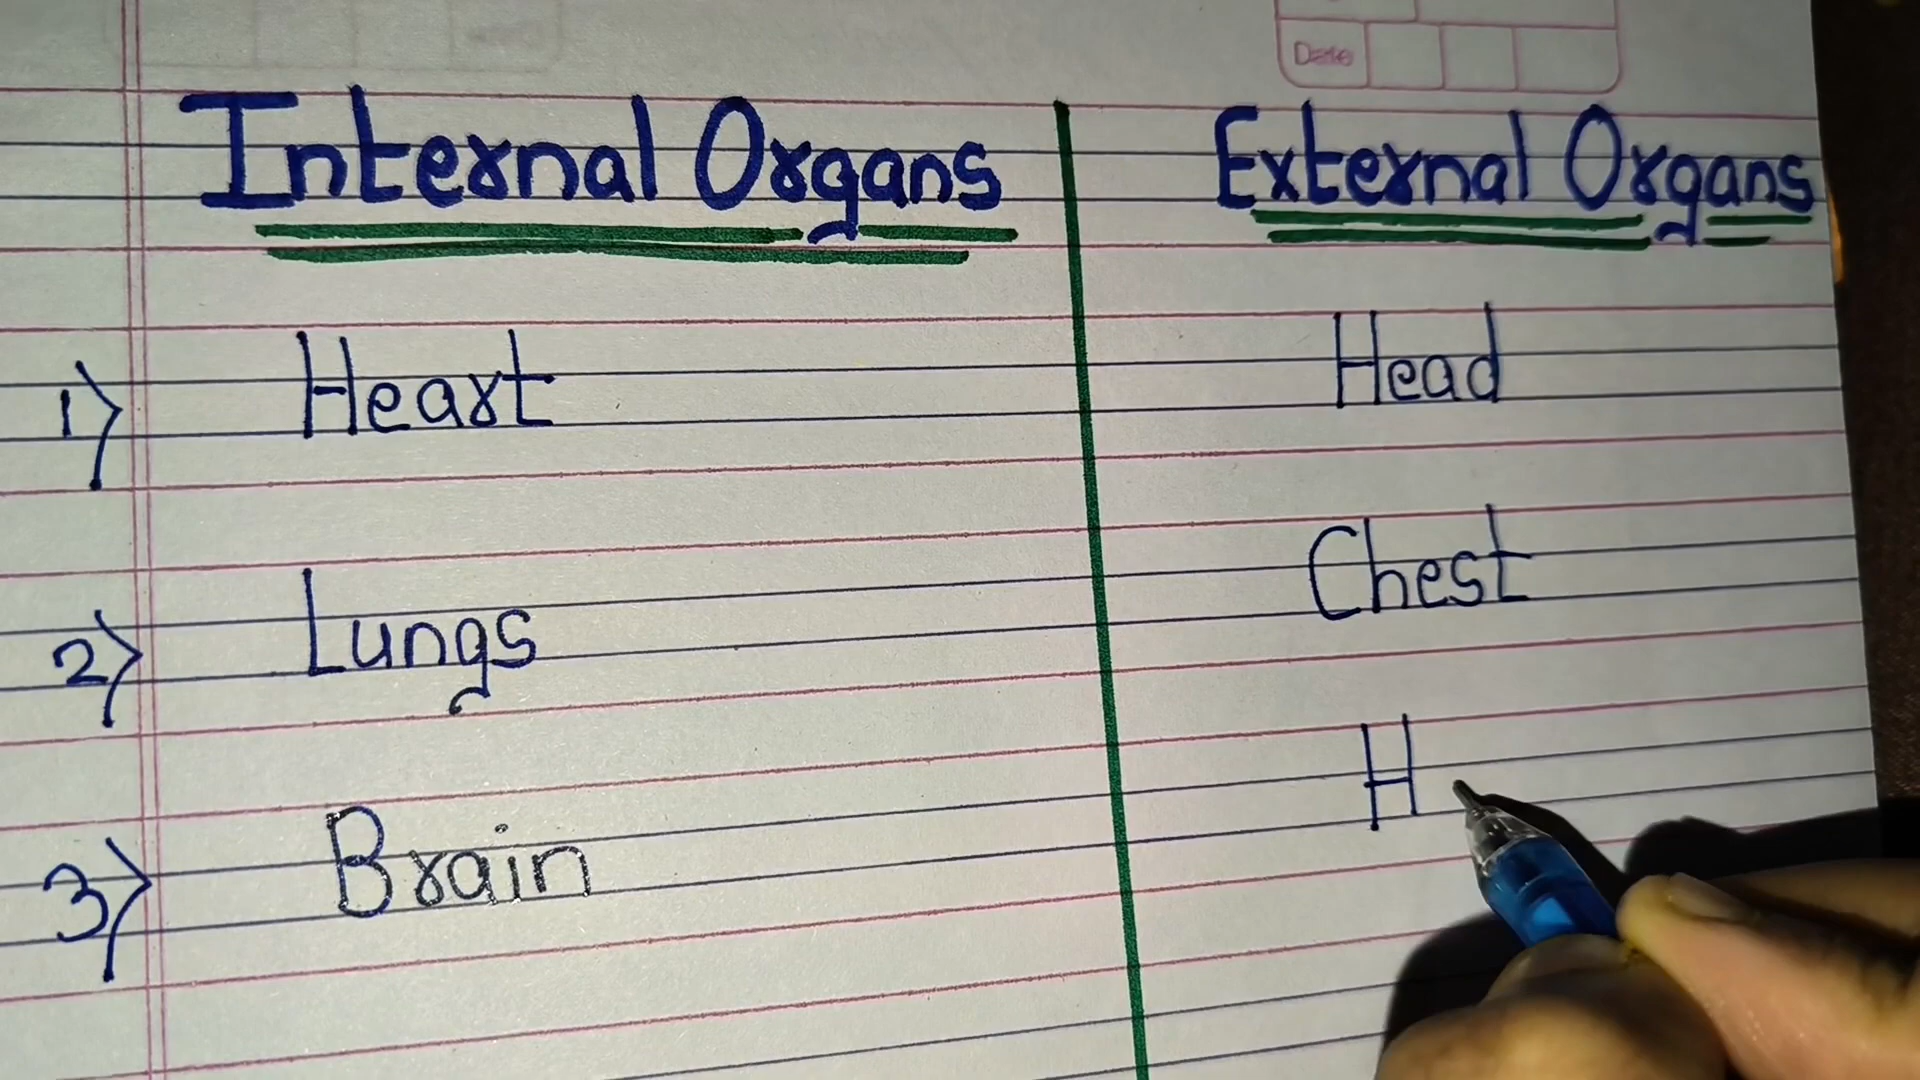 Date
Internal Organs External Organs
1) Heart Head
2) Lungs Chest
3) Brain H